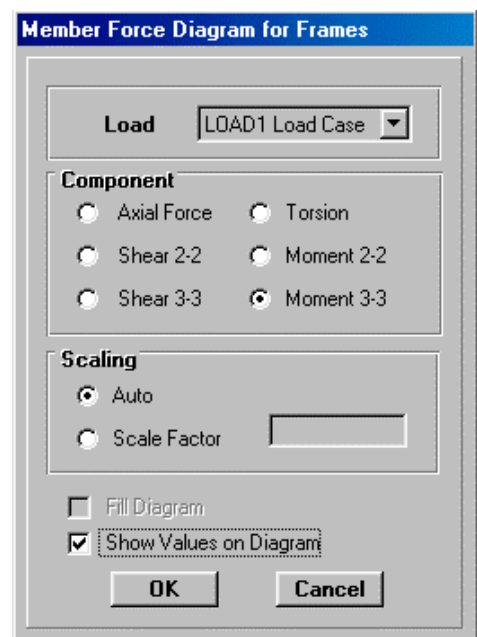 Member Force Diagram for Frames
Load LOAD1 Load Case
Component
Axial Force Torsion
Shear 2-2 Moment 2-2
Shear 3-3 Moment 3-3
Scaling
Auto
Scale Factor
Fill Diagram
Show Values on Diagram
OK Cancel